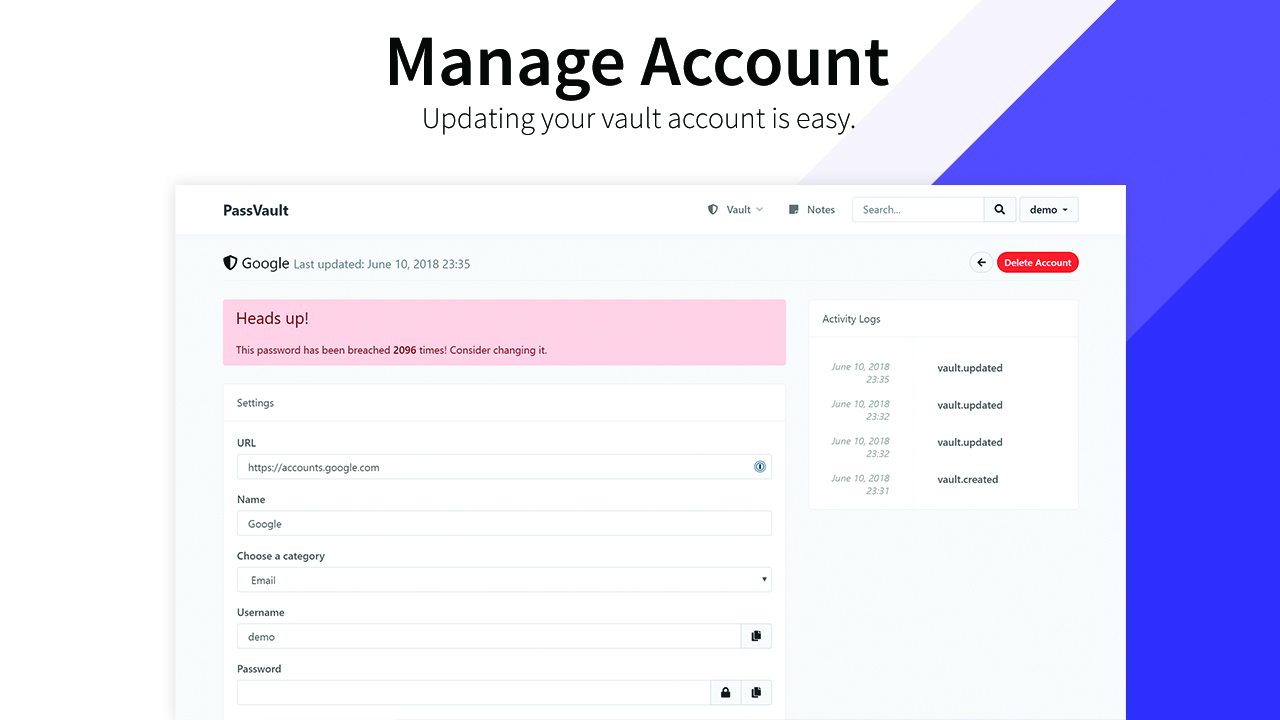 Manage Account
Updating your vault account is easy.
PassVault
Vault
Notes
Search...
demo
Google Last updated: June 10, 2018 23:35
Delete Account
Heads up!
This password has been breached 2096 times! Consider changing it.
Settings
URL
https://accounts.google.com
Name
Google
Choose a category
Email
Username
demo
Password
Activity Logs
June 10, 2018
23:35
vault.updated
June 10, 2018
23:32
vault.updated
June 10, 2018
23:32
vault.updated
June 10, 2018
23:31
vault.created